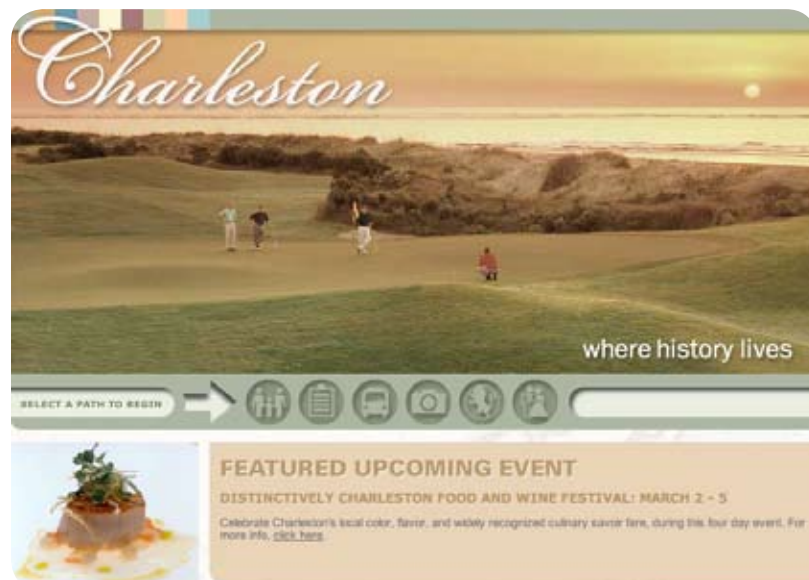 Charleston
where history lives
SELECT A PATH TO BEGIN
FEATURED UPCOMING EVENT
DISTINCTIVELY CHARLESTON FOOD AND WINE FESTIVAL: MARCH 2 - 5
Celebrate Charleston's local color, flavor, and widely recognized culinary savoir fare, during this four day event. For
more info, click here.